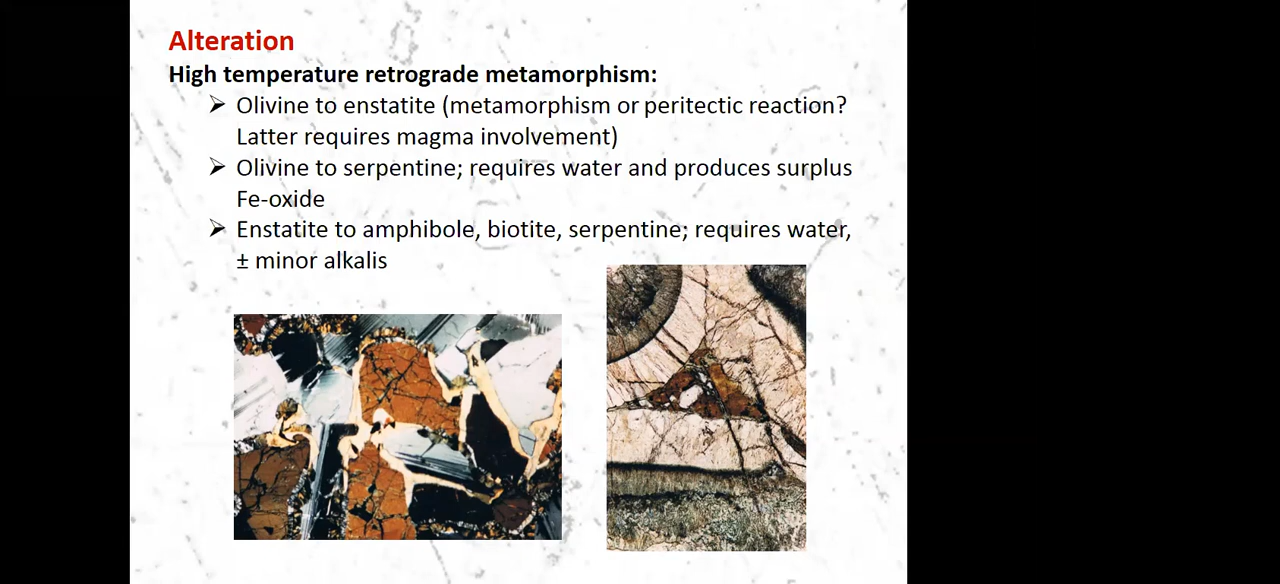 Alteration
High temperature retrograde metamorphism:
➢ Olivine to enstatite (metamorphism or peritectic reaction?
Latter requires magma involvement)
➢ Olivine to serpentine; requires water and produces surplus
Fe-oxide
➢ Enstatite to amphibole, biotite, serpentine; requires water,
± minor alkalis